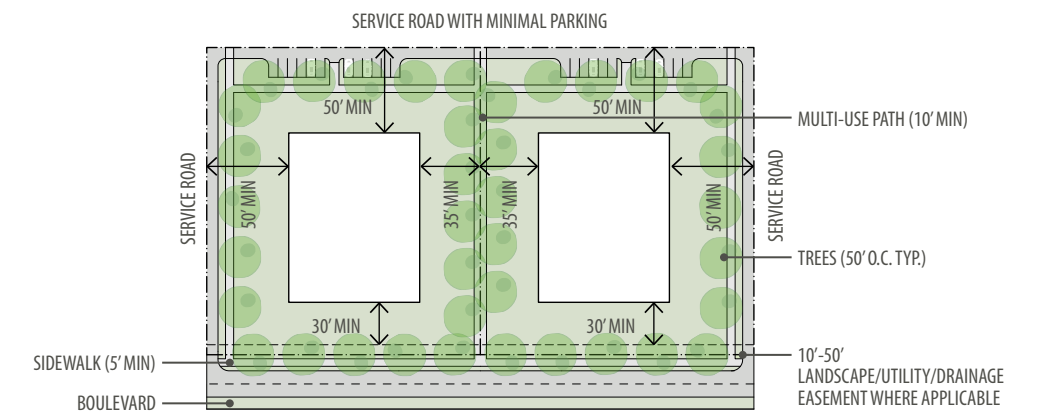 SERVICE ROAD WITH MINIMAL PARKING
50' MIN
50' MIN
MULTI-USE PATH (10' MIN)
SERVICE ROAD
50' MIN
35' MIN
35' MIN
50' MIN
SERVICE ROAD
TREES (50' O.C. TYP.)
30' MIN
30' MIN
SIDEWALK (5' MIN)
10'-50'
LANDSCAPE/UTILITY/DRAINAGE
EASEMENT WHERE APPLICABLE
BOULEVARD